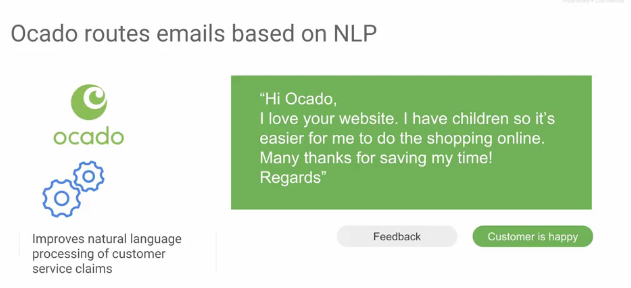 Ocado routes emails based on NLP
ocado
"Hi Ocado,
I love your website. I have children so it's
easier for me to do the shopping online.
Many thanks for saving my time!
Regards"
Improves natural language
processing of customer
service claims
Feedback
Customer is happy